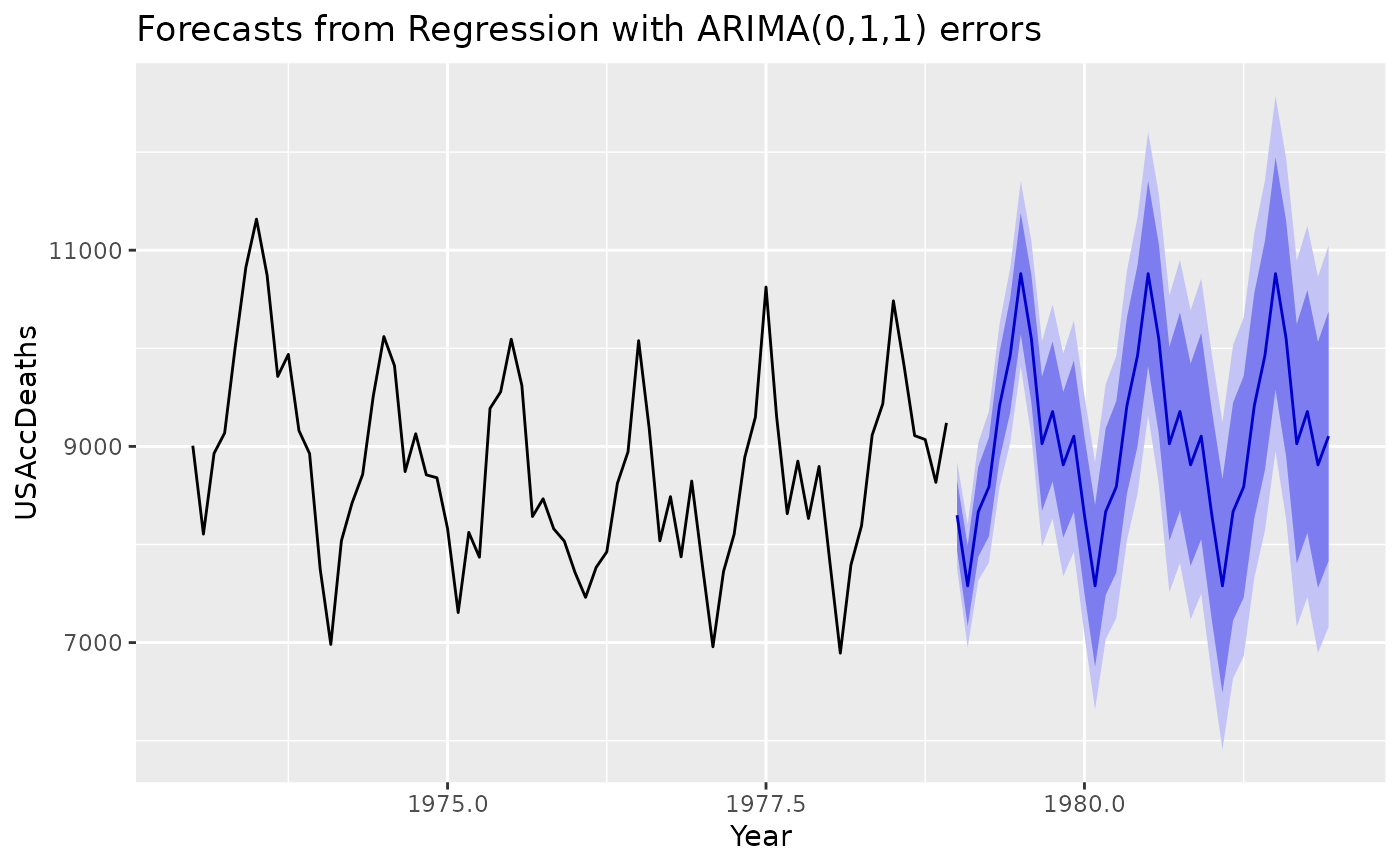 Forecasts from Regression with ARIMA(0,1,1) errors
USAccDeaths
11000
9000
7000
1975.0
1977.5
1980.0
Year